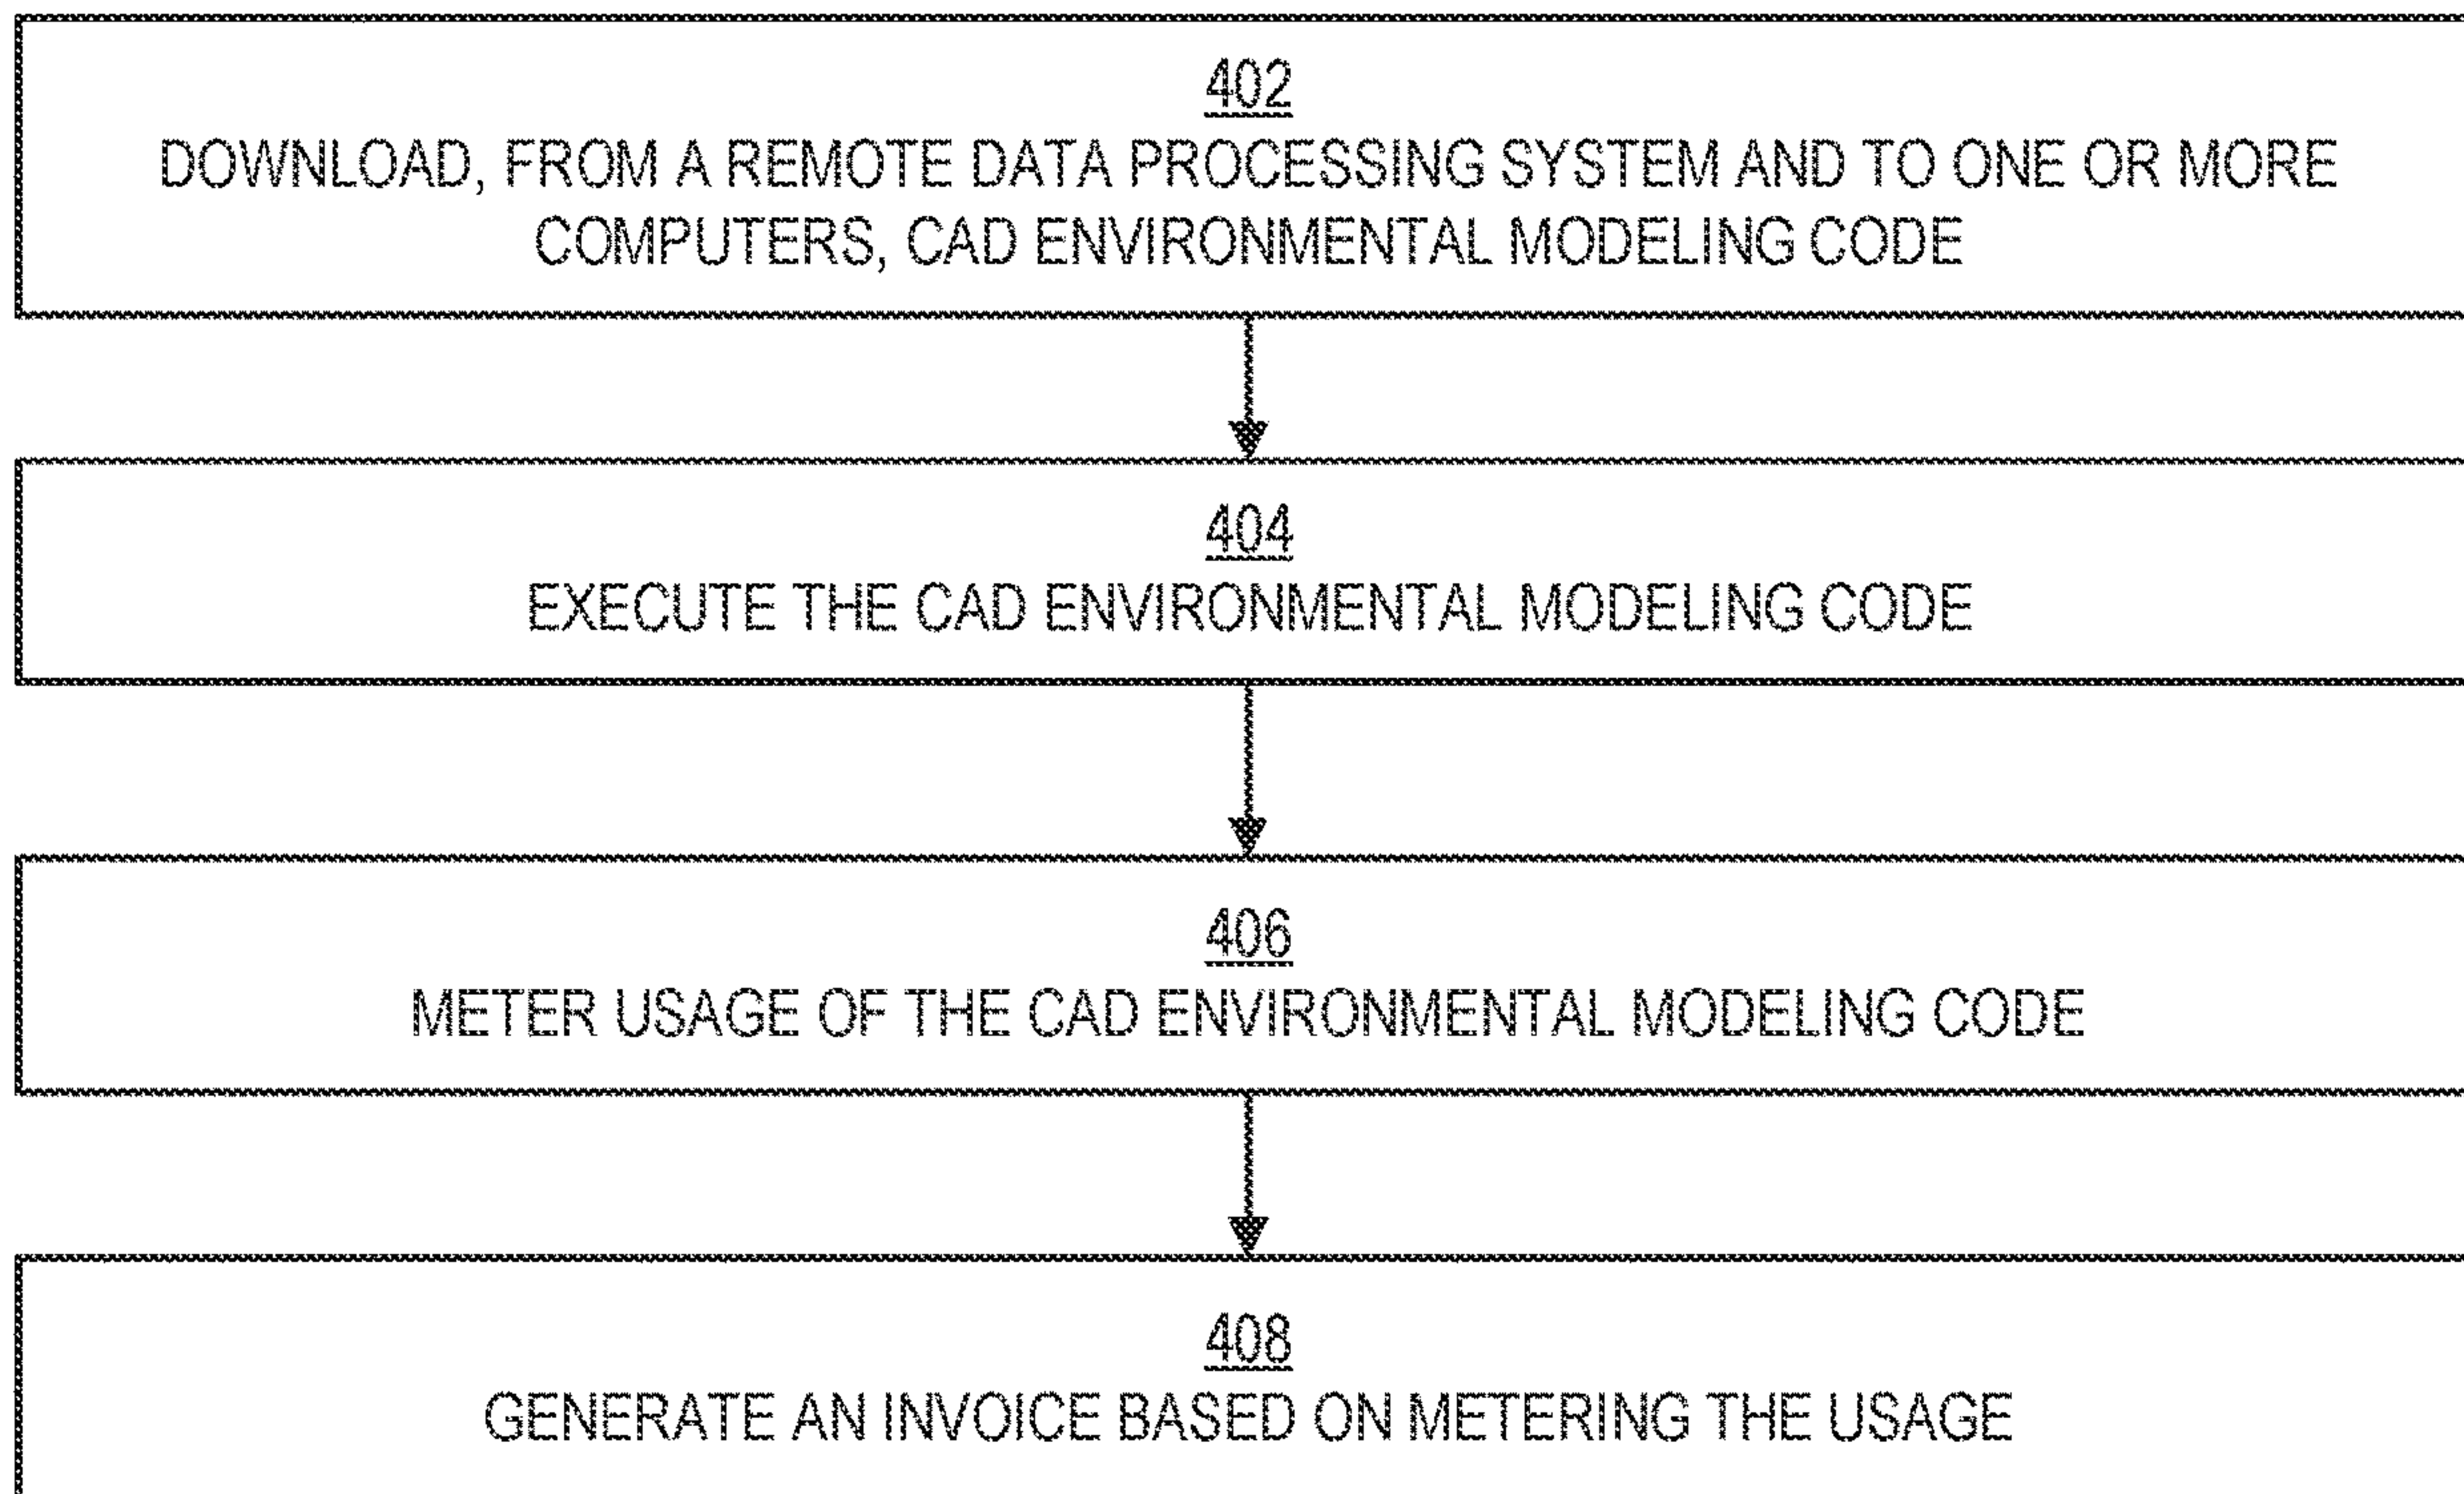 402
DOWNLOAD, FROM A REMOTE DATA PROCESSING SYSTEM AND TO ONE OR MORE
COMPUTERS, CAD ENVIRONMENTAL MODELING CODE
404
EXECUTE THE CAD ENVIRONMENTAL MODELING CODE
406
METER USAGE OF THE CAD ENVIRONMENTAL MODELING CODE
408
GENERATE AN INVOICE BASED ON METERING THE USAGE